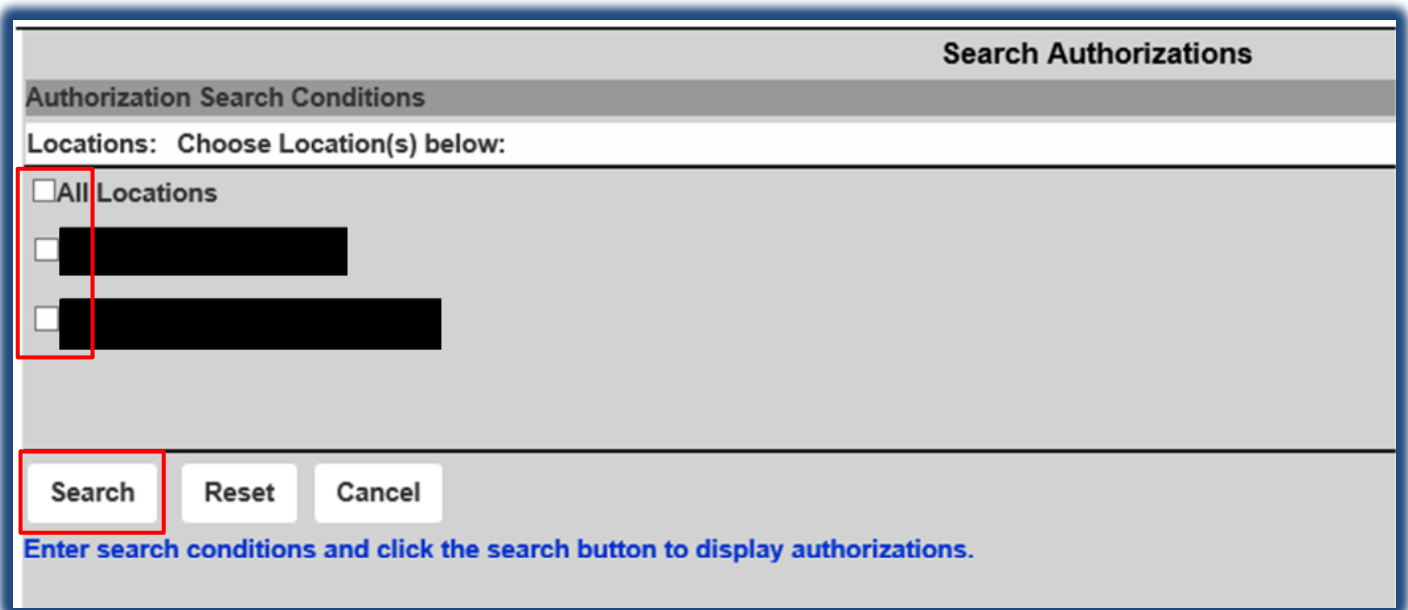 Search Authorizations
Authorization Search Conditions
Locations: Choose Location(s) below:
All Locations
Search Reset Cancel
Enter search conditions and click the search button to display authorizations.